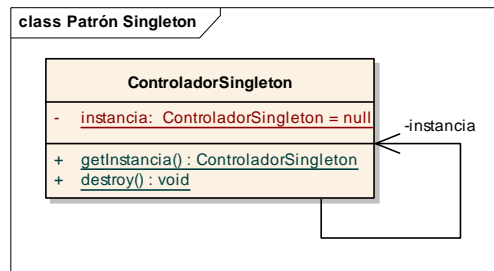 class Patrón Singleton
ControladorSingleton
- instancia: ControladorSingleton = null
-instancia
+ getInstancia() : ControladorSingleton
+ destroy() : void